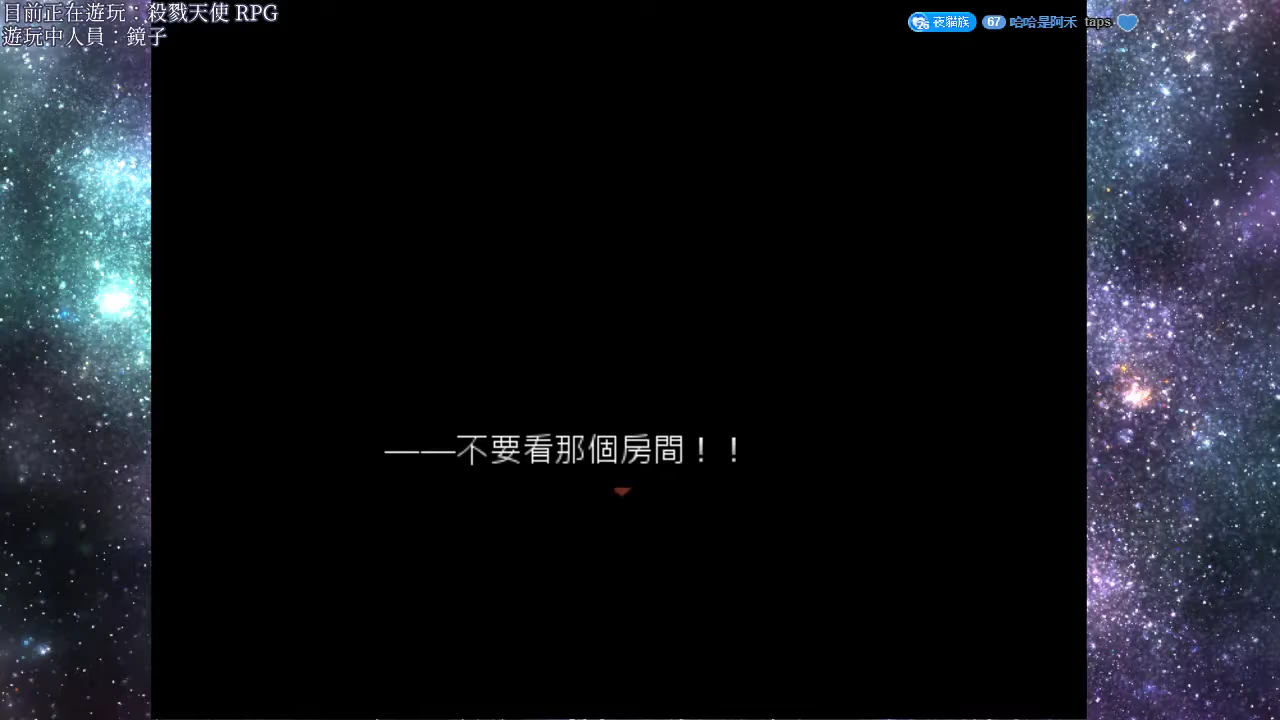 目前正在遊玩：殺戮天使 RPG
遊玩中人員：鏡子
26 夜貓族 67 哈哈是阿禾 taps
——不要看那個房間！！